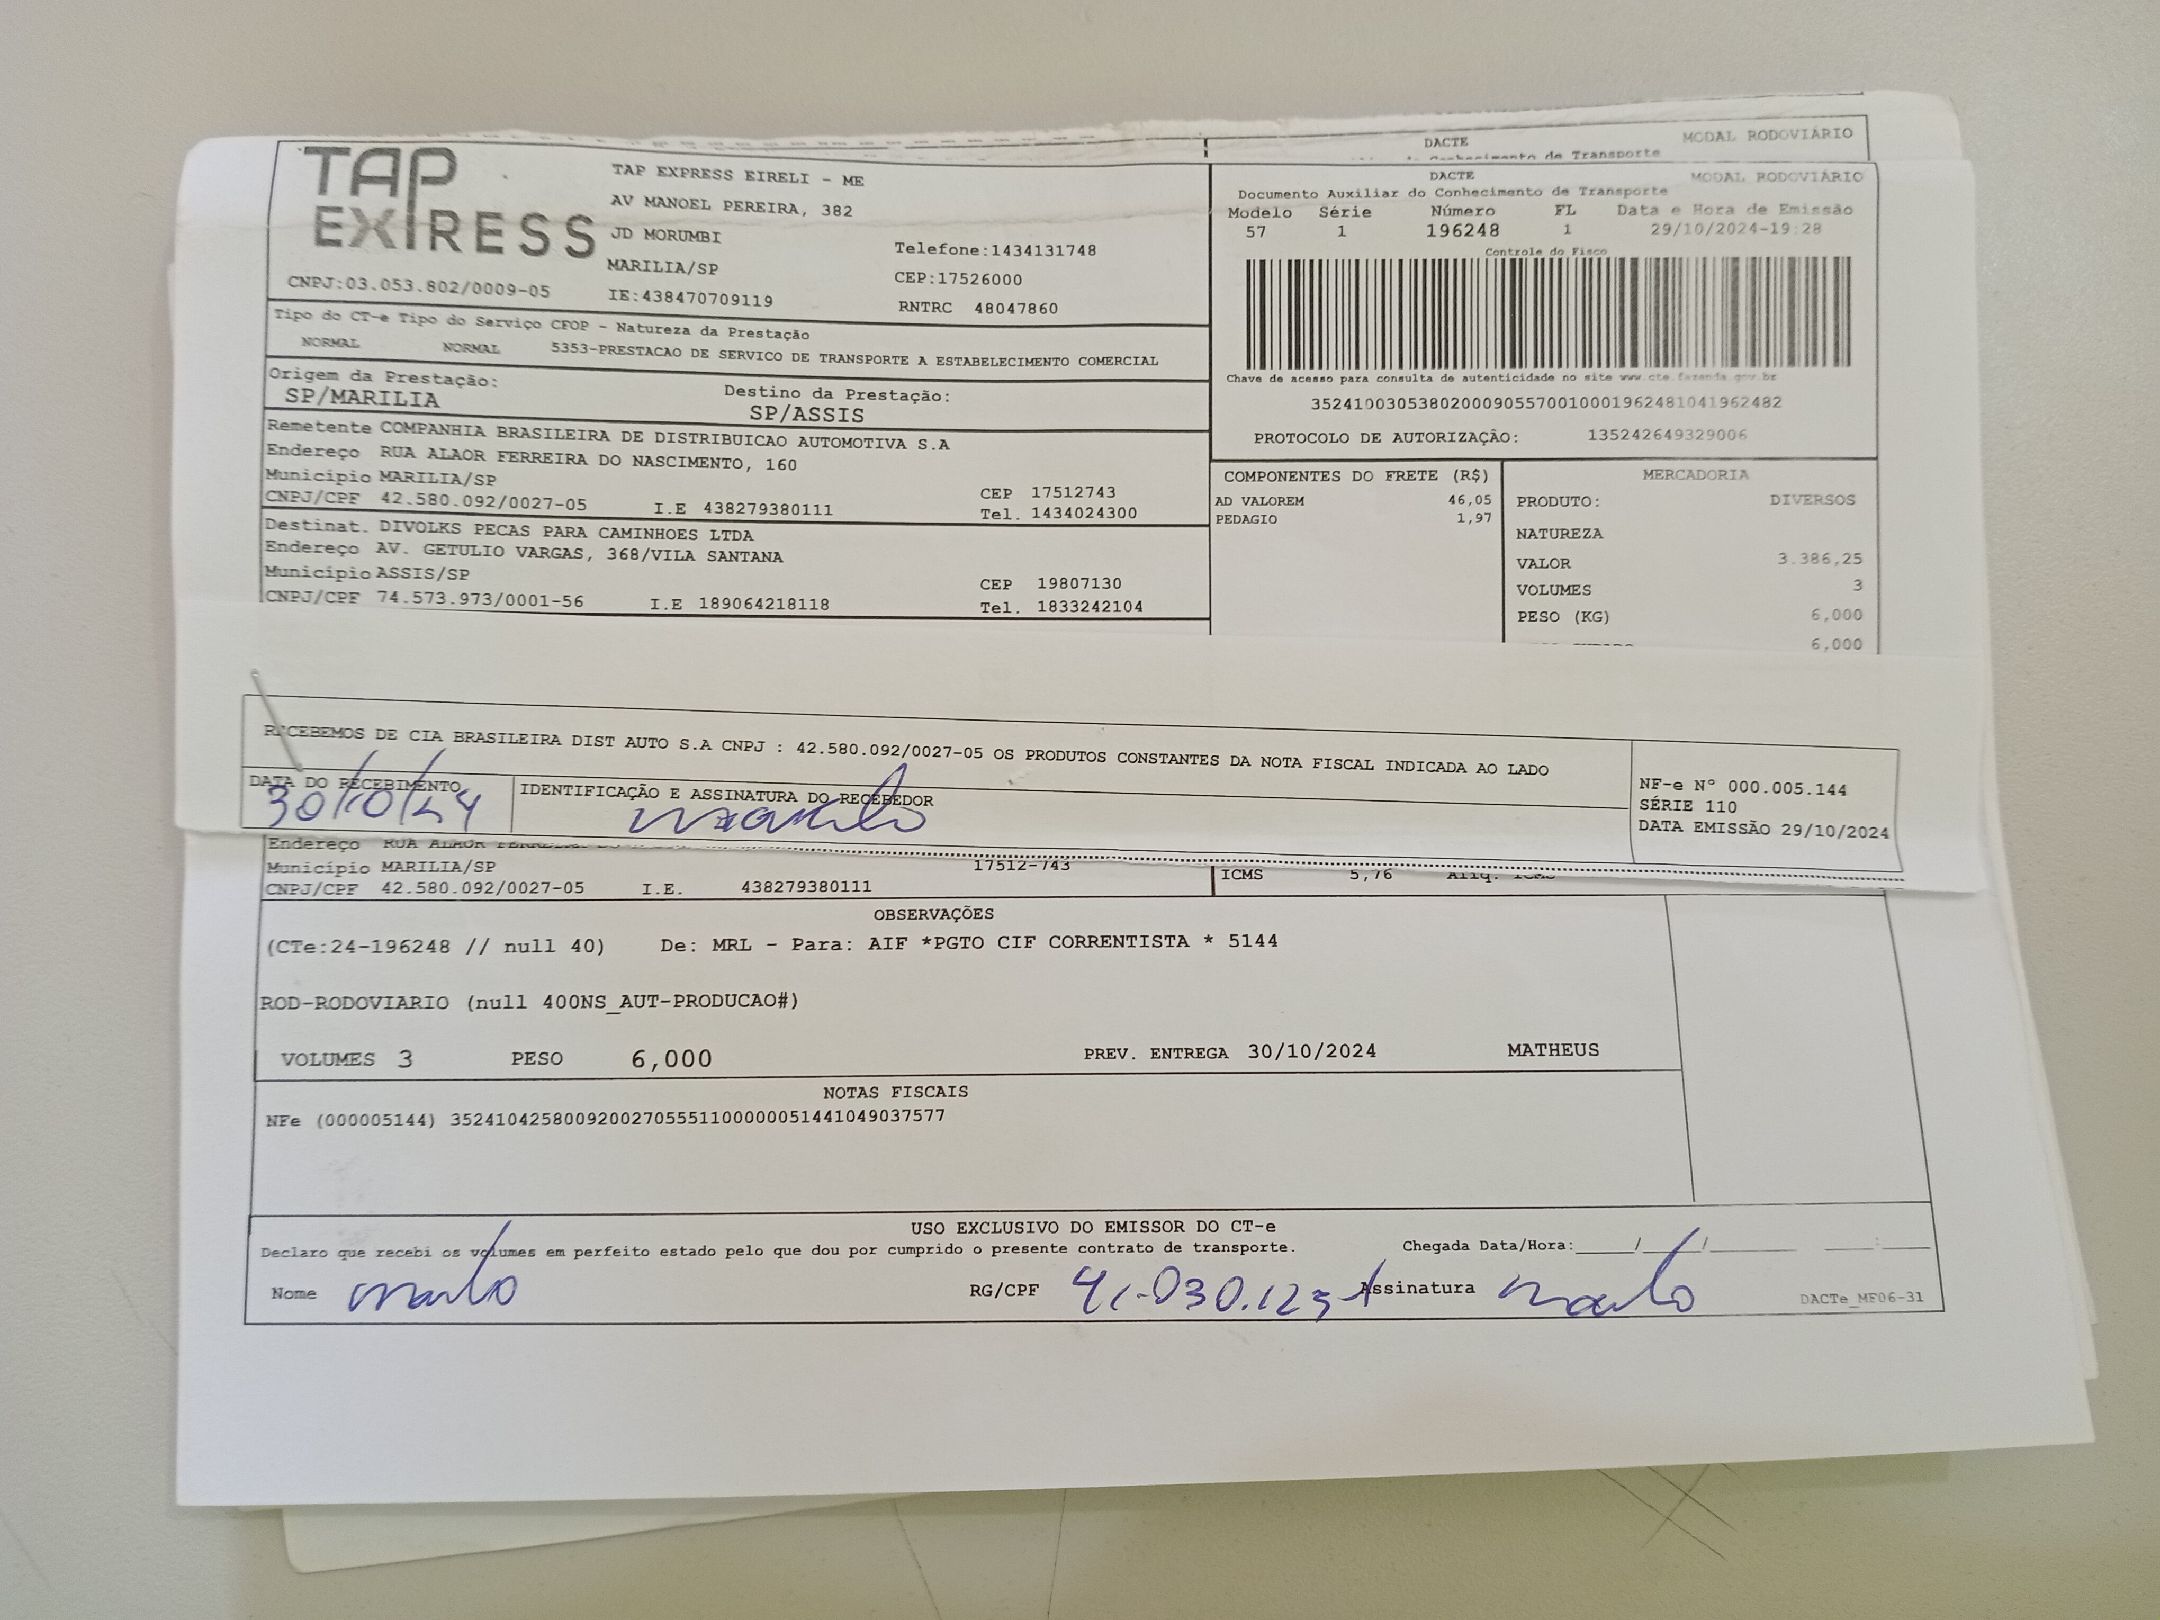 DACTE
MODAL RODOVIÁRIO
de Transporte
TAP
EXPRESS
TAP EXPRESS EIRELI - ME
AV MANOEL PEREIRA, 382
JD MORUMBI
MARILIA/SP
Telefone:1434131748
CEP:17526000
CNPJ:03.053.802/0009-05
IE:438470709119
RNTRC 48047860
DACTE
MODAL RODOVIÁRIO
Documento Auxiliar do Conhecimento de Transporte
Modelo Série Número FL Data e Hora de Emissão
57 1 196248 1 29/10/2024-19:28
Controle do Fisco
Chave de acesso para consulta de autenticidade no site www.cte.fazenda.gov.br
35241003053802000905570010001962481041962482
PROTOCOLO DE AUTORIZAÇÃO: 135242649329006
Tipo do CT-e Tipo do Serviço CFOP - Natureza da Prestação
NORMAL NORMAL 5353-PRESTACAO DE SERVICO DE TRANSPORTE A ESTABELECIMENTO COMERCIAL
Origem da Prestação: Destino da Prestação:
SP/MARILIA SP/ASSIS
Remetente COMPANHIA BRASILEIRA DE DISTRIBUICAO AUTOMOTIVA S.A
Endereço RUA ALAOR FERREIRA DO NASCIMENTO, 160
Município MARILIA/SP CEP 17512743
CNPJ/CPF 42.580.092/0027-05 I.E 438279380111 Tel. 1434024300
Destinat. DIVOLKS PECAS PARA CAMINHOES LTDA
Endereço AV. GETULIO VARGAS, 368/VILA SANTANA
Município ASSIS/SP CEP 19807130
CNPJ/CPF 74.573.973/0001-56 I.E 189064218118 Tel. 1833242104
COMPONENTES DO FRETE (R$)
AD VALOREM 46,05
PEDAGIO 1,97
MERCADORIA
PRODUTO: DIVERSOS
NATUREZA
VALOR 3.386,25
VOLUMES 3
PESO (KG) 6,000
6,000
RECEBEMOS DE CIA BRASILEIRA DIST AUTO S.A CNPJ : 42.580.092/0027-05 OS PRODUTOS CONSTANTES DA NOTA FISCAL INDICADA AO LADO
DATA DO RECEBIMENTO
30/10/24
IDENTIFICAÇÃO E ASSINATURA DO RECEBEDOR
NF-e Nº 000.005.144
SÉRIE 110
DATA EMISSÃO 29/10/2024
Endereço RUA ALAOR
Município MARILIA/SP 17512-743
CNPJ/CPF 42.580.092/0027-05 I.E. 438279380111
ICMS 5,76
OBSERVAÇÕES
(CTe:24-196248 // null 40) De: MRL - Para: AIF *PGTO CIF CORRENTISTA * 5144
ROD-RODOVIARIO (null 400NS_AUT-PRODUCAO#)
VOLUMES 3 PESO 6,000 PREV. ENTREGA 30/10/2024 MATHEUS
NOTAS FISCAIS
NFe (000005144) 35241042580092002705551100000051441049037577
USO EXCLUSIVO DO EMISSOR DO CT-e
Declaro que recebi os volumes em perfeito estado pelo que dou por cumprido o presente contrato de transporte. Chegada Data/Hora:
Nome RG/CPF Assinatura
DACTe_MF06-31